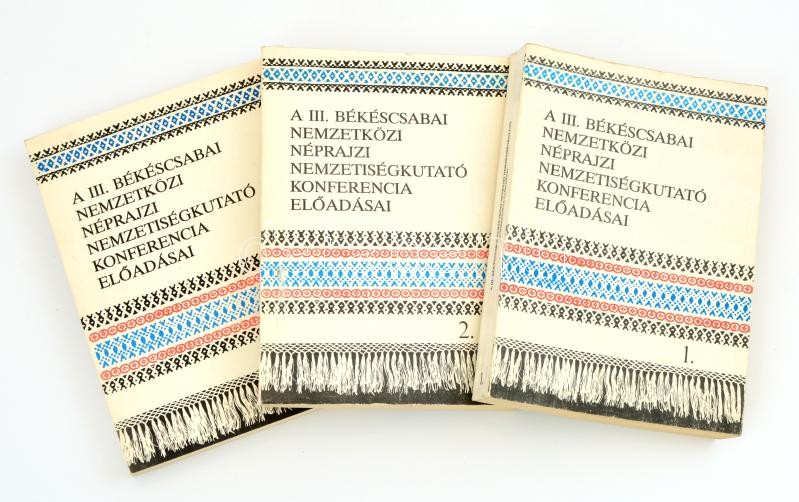 A III. BÉKÉSCSABAI
NEMZETKÖZI
NÉPRAJZI
NEMZETISÉGKUTATÓ
KONFERENCIA
ELŐADÁSAI
A III. BÉKÉSCSABAI
NEMZETKÖZI
NÉPRAJZI
NEMZETISÉGKUTATÓ
KONFERENCIA
ELŐADÁSAI
2.
A III. BÉKÉSCSABAI
NEMZETKÖZI
NÉPRAJZI
NEMZETISÉGKUTATÓ
KONFERENCIA
ELŐADÁSAI
1.